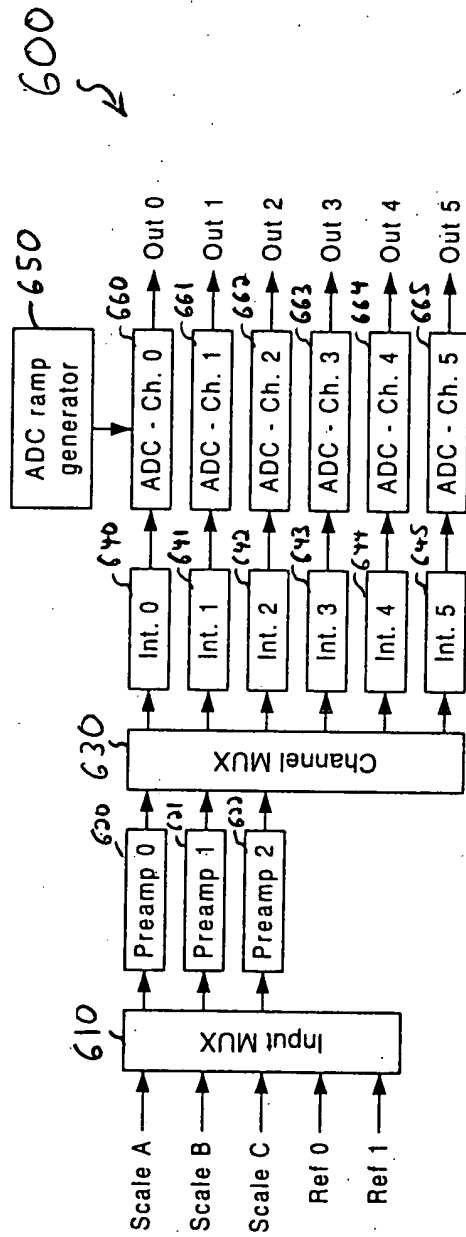 600
650
ADC ramp
generator
Scale A
Scale B
Scale C
Ref 0
Ref 1
610
Input MUX
620
Preamp 0
621
Preamp 1
622
Preamp 2
630
Channel MUX
640
Int. 0
641
Int. 1
642
Int. 2
643
Int. 3
644
Int. 4
645
Int. 5
660
ADC - Ch. 0
661
ADC - Ch. 1
662
ADC - Ch. 2
663
ADC - Ch. 3
664
ADC - Ch. 4
665
ADC - Ch. 5
Out 0
Out 1
Out 2
Out 3
Out 4
Out 5